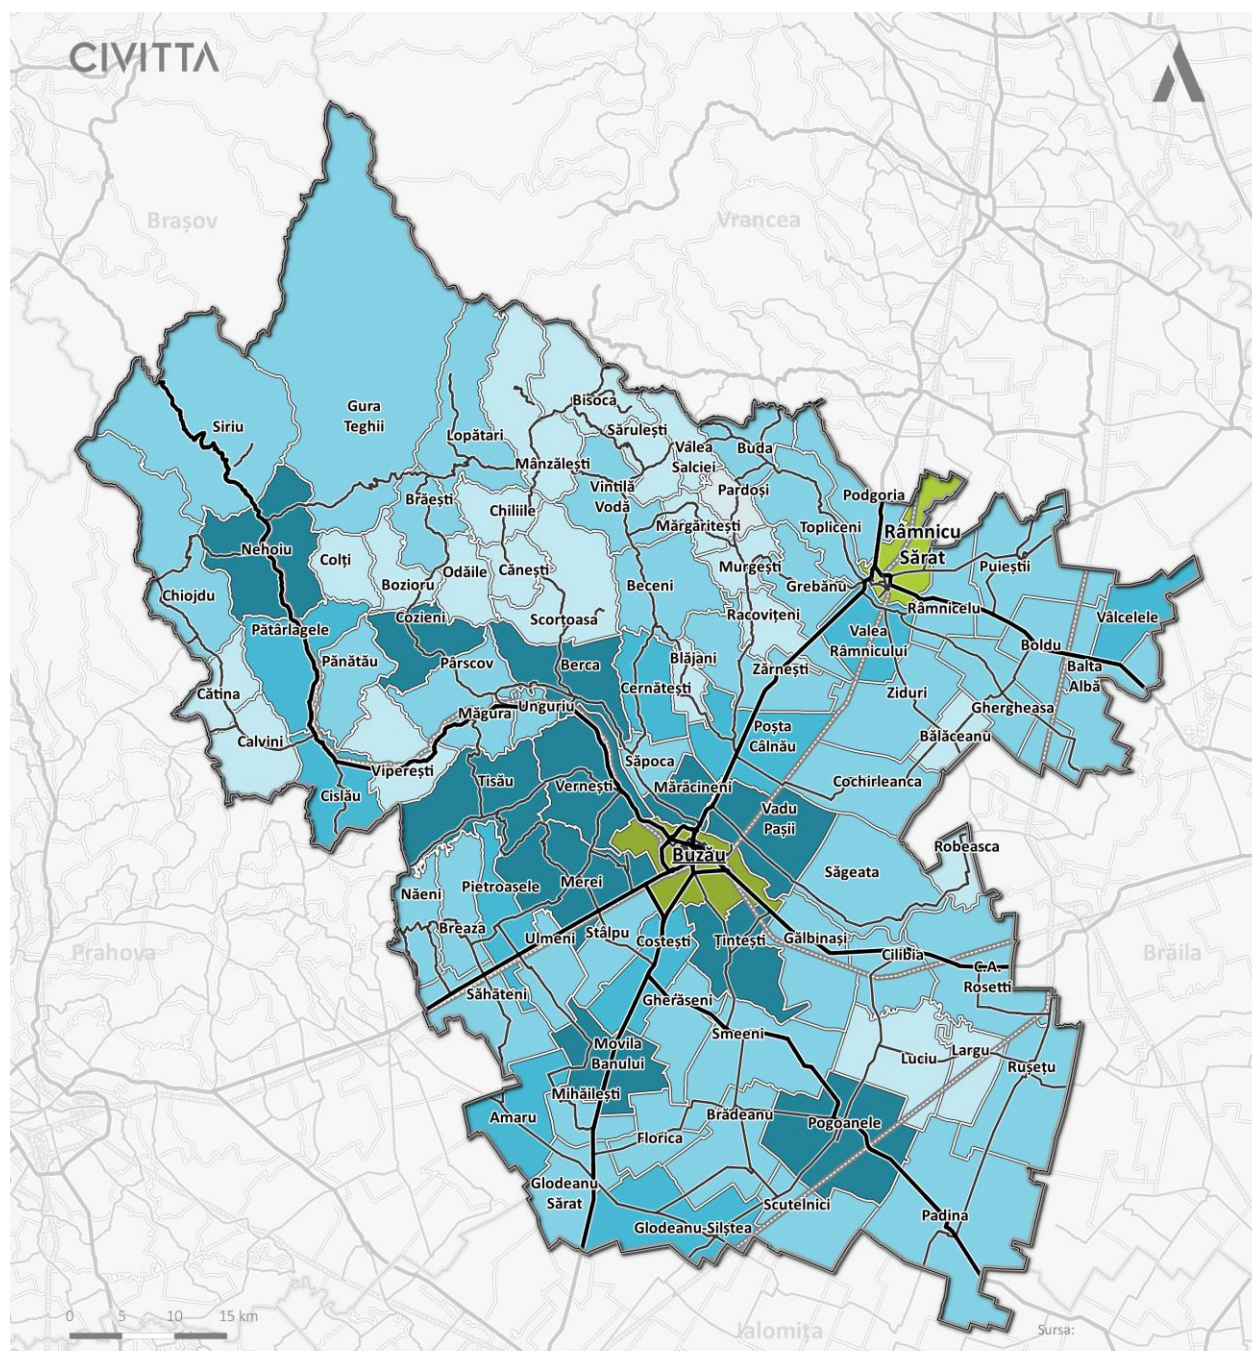 CIVITTA
Brașov
Vrancea
Siriu
Gura
Teghii
Bisoca
Lopătari
Sărulești
Mânzălești
Valea
Salciei
Buda
Vintilă
Vodă
Pardoși
Podgoria
Brăești
Chiliile
Mărgăritești
Topliceni
Râmnicu
Sărat
Nehoiu
Colți
Bozioru
Odăile
Cănești
Beceni
Murgești
Grebănu
Puieștii
Chiojdu
Cozieni
Scorțoasa
Racovițeni
Râmnicelu
Vâlcelele
Pătârlagele
Pănătău
Pârscov
Berca
Blăjani
Zărnești
Valea
Râmnicului
Boldu
Balta
Albă
Cătina
Cernătești
Ziduri
Ghergheasa
Calvini
Măgura
Unguriu
Poșta
Câlnău
Bălăceanu
Viperești
Săpoca
Cislău
Tisău
Vernești
Mărăcineni
Cochirleanca
Vadu
Pașii
Robeasca
Buzău
Năeni
Pietroasele
Merei
Săgeata
Breaza
Ulmeni
Stâlpu
Costești
Țintești
Gălbinași
Cilibia
Prahova
Brăila
C.A.
Rosetti
Săhăteni
Gherăseni
Smeeni
Movila
Banului
Luciu
Largu
Rușețu
Mihăilești
Amaru
Brădeanu
Pogoanele
Florica
Glodeanu
Sărat
Scutelnici
Padina
Glodeanu-Siliștea
0 5 10 15 km
Ialomița
Sursa: